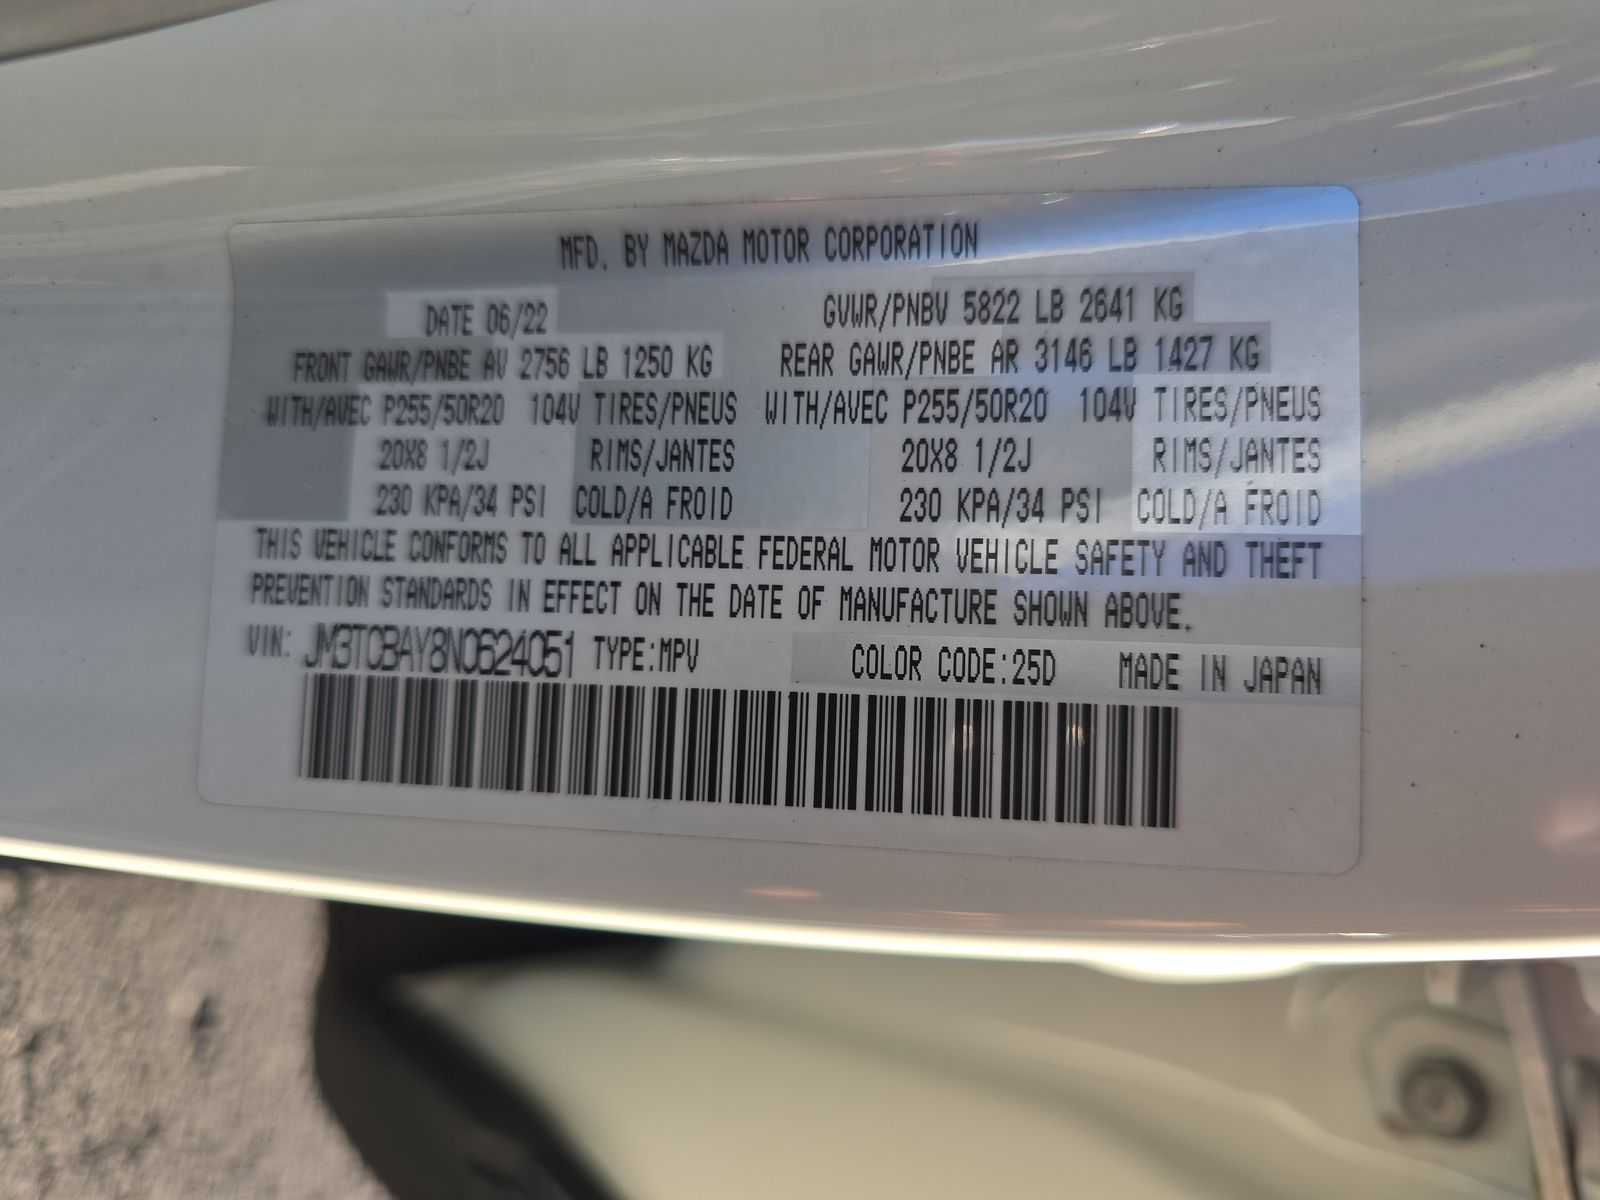 MFD. BY MAZDA MOTOR CORPORATION
DATE 06/22 GVWR/PNBV 5822 LB 2641 KG
FRONT GAWR/PNBE AV 2756 LB 1250 KG REAR GAWR/PNBE AR 3146 LB 1427 KG
WITH/AVEC P255/50R20 104V TIRES/PNEUS WITH/AVEC P255/50R20 104V TIRES/PNEUS
20X8 1/2J RIMS/JANTES 20X8 1/2J RIMS/JANTES
230 KPA/34 PSI COLD/A FROID 230 KPA/34 PSI COLD/A FROID
THIS VEHICLE CONFORMS TO ALL APPLICABLE FEDERAL MOTOR VEHICLE SAFETY AND THEFT
PREVENTION STANDARDS IN EFFECT ON THE DATE OF MANUFACTURE SHOWN ABOVE.
VIN: JM3TCBAY8N0624051 TYPE:MPV COLOR CODE:25D MADE IN JAPAN